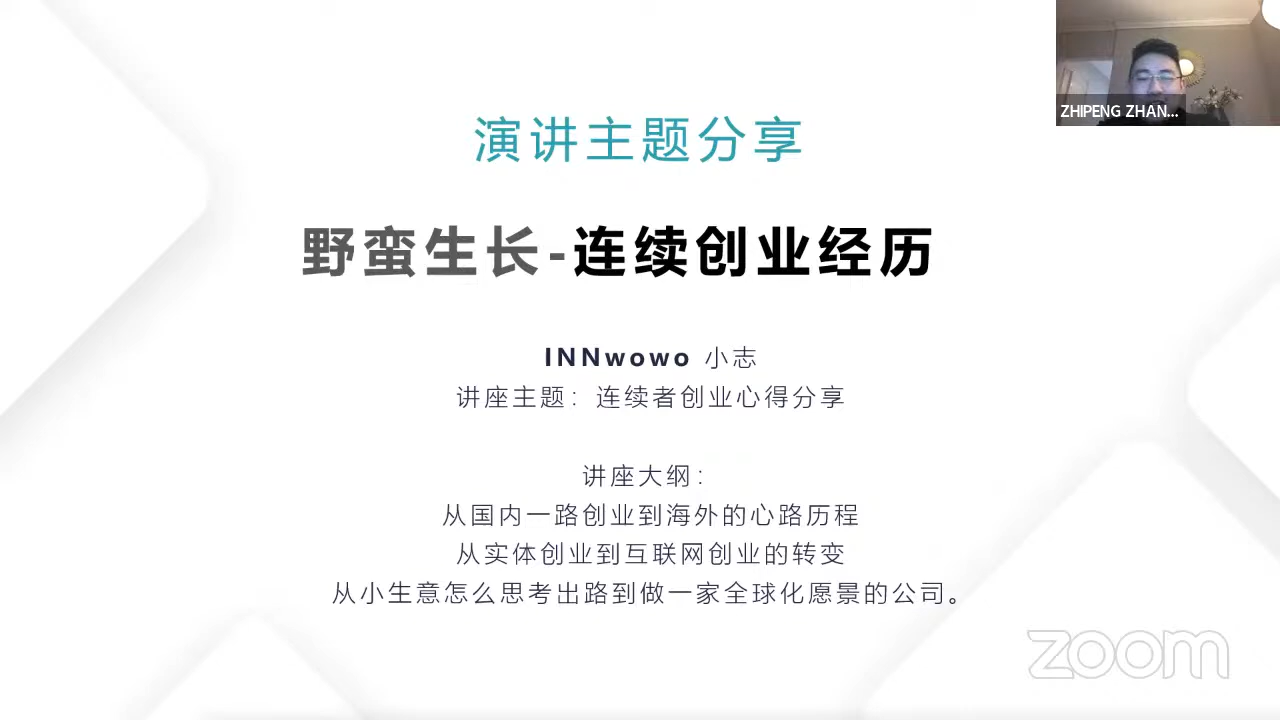 ZHIPENG ZHAN...
演讲主题分享
野蛮生长-连续创业经历
INNwowo 小志
讲座主题：连续者创业心得分享
讲座大纲：
从国内一路创业到海外的心路历程
从实体创业到互联网创业的转变
从小生意怎么思考出路到做一家全球化愿景的公司。
zoom